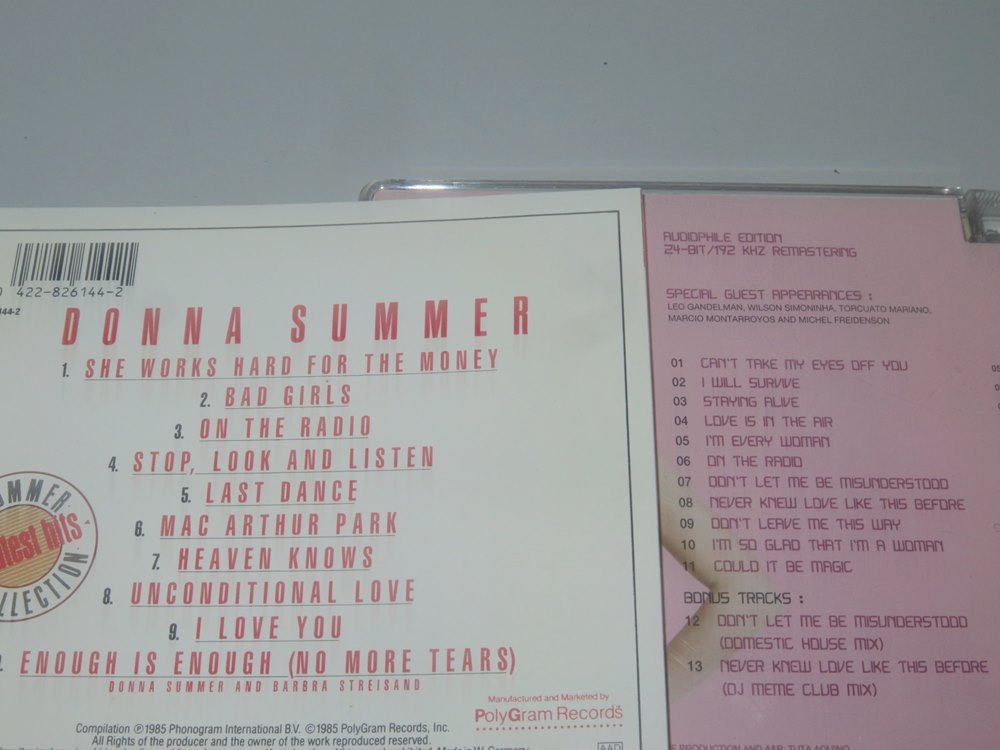 0 422-826144-2
144-2
DONNA SUMMER
1. SHE WORKS HARD FOR THE MONEY
2. BAD GIRLS
3. ON THE RADIO
4. STOP, LOOK AND LISTEN
5. LAST DANCE
6. MAC ARTHUR PARK
7. HEAVEN KNOWS
8. UNCONDITIONAL LOVE
9. I LOVE YOU
ENOUGH IS ENOUGH (NO MORE TEARS)
DONNA SUMMER AND BARBRA STREISAND
hits
Manufactured and Marketed by
PolyGram Records
Compilation ℗1985 Phonogram International B.V. ©1985 PolyGram Records, Inc.
All Rights of the producer and the owner of the work reproduced reserved.
AAD
AUDIOPHILE EDITION
24-BIT/192 KHZ REMASTERING
SPECIAL GUEST APPEARANCES :
LEO GANDELMAN, WILSON SIMONINHA, TORCUATO MARIANO,
MARCIO MONTARROYOS AND MICHEL FREIDENSON
01 CAN'T TAKE MY EYES OFF YOU
02 I WILL SURVIVE
03 STAYING ALIVE
04 LOVE IS IN THE AIR
05 I'M EVERY WOMAN
06 ON THE RADIO
07 DON'T LET ME BE MISUNDERSTOOD
08 NEVER KNEW LOVE LIKE THIS BEFORE
09 DON'T LEAVE ME THIS WAY
10 I'M SO GLAD THAT I'M A WOMAN
11 COULD IT BE MAGIC
BONUS TRACKS :
12 DON'T LET ME BE MISUNDERSTOOD
(DOMESTIC HOUSE MIX)
13 NEVER KNEW LOVE LIKE THIS BEFORE
(DJ MEME CLUB MIX)